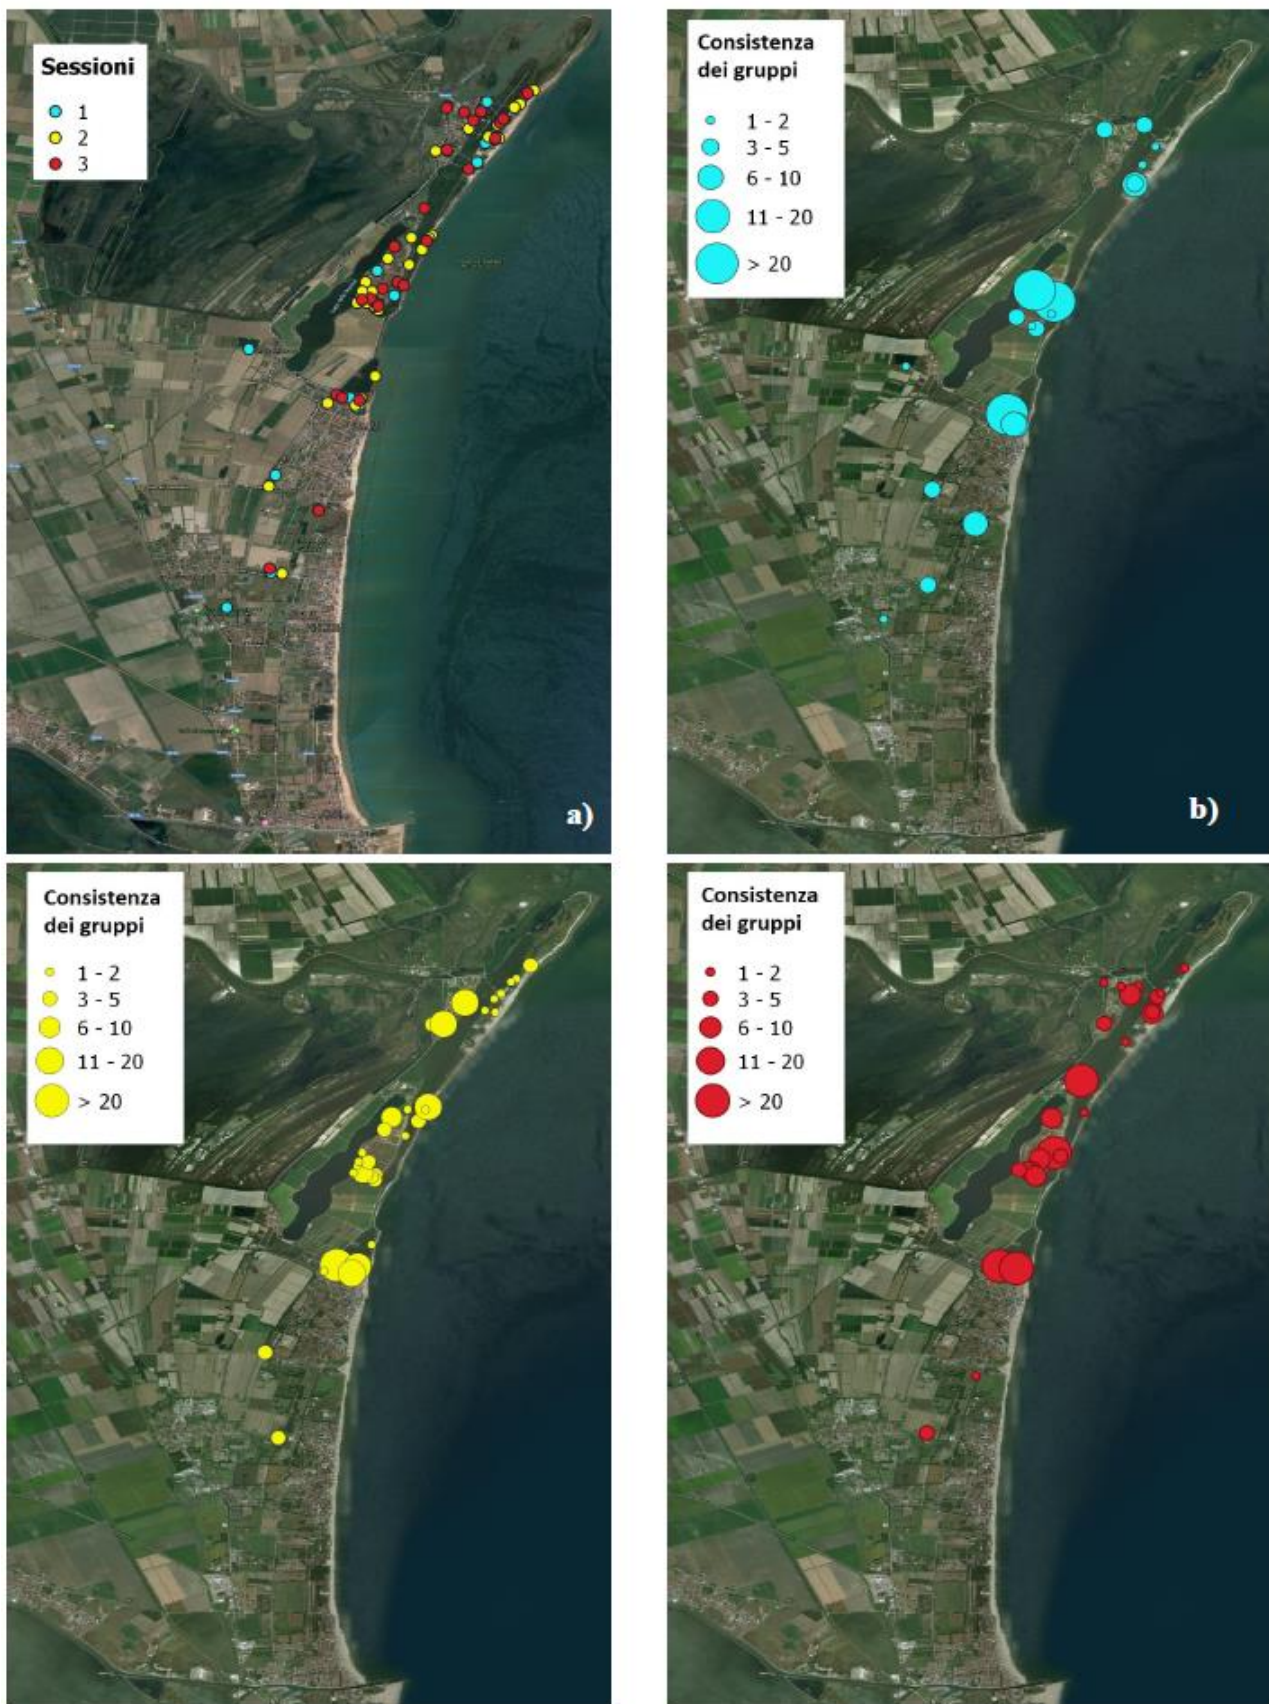 Sessioni
1
2
3
a)
Consistenza
dei gruppi
1 - 2
3 - 5
6 - 10
11 - 20
> 20
b)
Consistenza
dei gruppi
1 - 2
3 - 5
6 - 10
11 - 20
> 20
Consistenza
dei gruppi
1 - 2
3 - 5
6 - 10
11 - 20
> 20